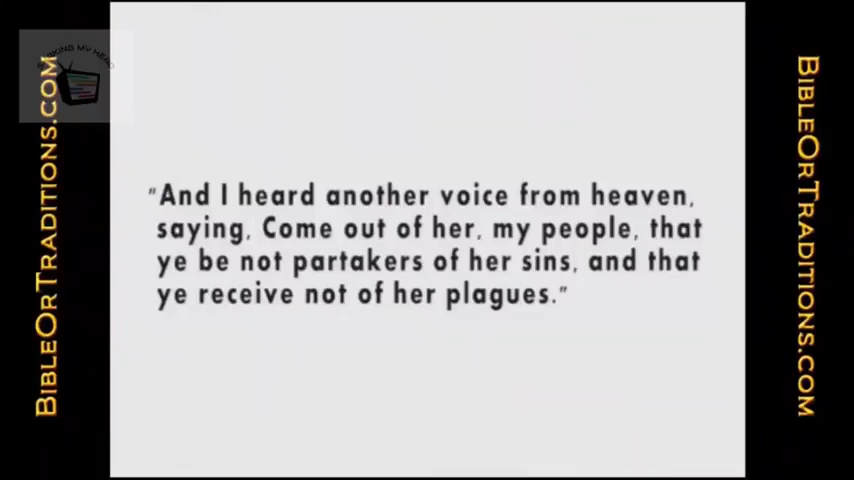 BIBLEORTRADITIONS.COM
"And I heard another voice from heaven,
saying, Come out of her, my people, that
ye be not partakers of her sins, and that
ye receive not of her plagues."
BIBLEORTRADITIONS.COM